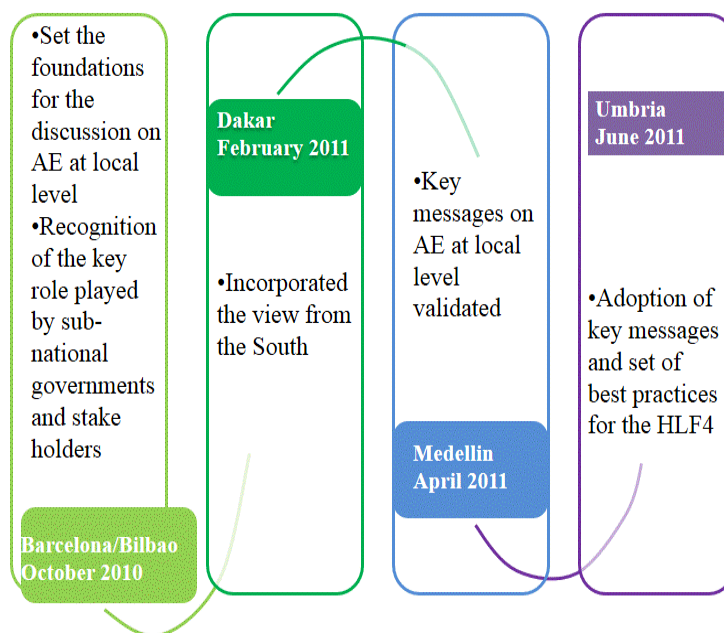 •Set the
foundations
for the
discussion on
AE at local
level
•Recognition
of the key
role played
by sub-
national
governments
and stake
holders
Barcelona/Bilbao
October 2010
Dakar
February 2011
•Incorporated
the view from
the South
•Key
messages on
AE at local
level
validated
Medellin
April 2011
Umbria
June 2011
•Adoption of
key messages
and set of
best practices
for the HLF4